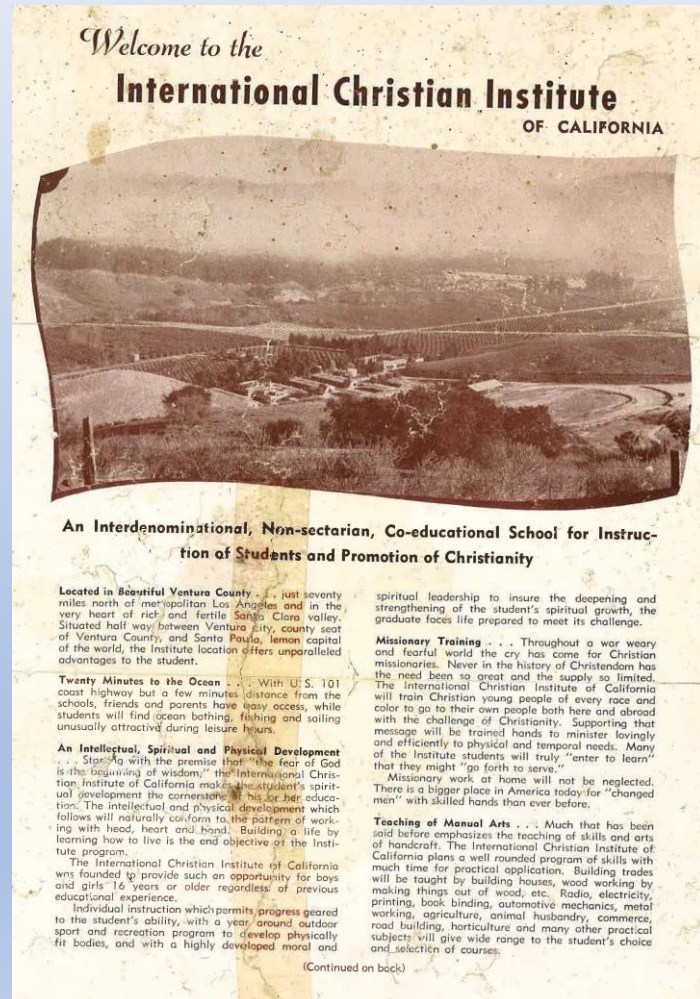 Welcome to the
International Christian Institute
OF CALIFORNIA
An Interdenominational, Non-sectarian, Co-educational School for Instruc-
tion of Students and Promotion of Christianity
Located in Beautiful Ventura County . . . just seventy
miles north of metropolitan Los Angeles and in the
very heart of rich and fertile Santa Clara valley.
Situated half way between Ventura city, county seat
of Ventura County, and Santa Paula, lemon capital
of the world, the Institute location offers unparalleled
advantages to the student.
Twenty Minutes to the Ocean . . . With U. S. 101
coast highway but a few minutes distance from the
schools, friends and parents have easy access, while
students will find ocean bathing, fishing and sailing
unusually attractive during leisure hours.
An Intellectual, Spiritual and Physical Development
. . . Starting with the premise that "the fear of God
is the beginning of wisdom," the International Chris-
tian Institute of California makes the student's spirit-
ual development the cornerstone of his or her educa-
tion. The intellectual and physical development which
follows will naturally conform to the pattern of work-
ing with head, heart and hand. Building a life by
learning how to live is the end objective of the Insti-
tute program.
The International Christian Institute of California
was founded to provide such an opportunity for boys
and girls 16 years or older regardless of previous
educational experience.
Individual instruction which permits progress geared
to the student's ability, with a year around outdoor
sport and recreation program to develop physically
fit bodies, and with a highly developed moral and
spiritual leadership to insure the deepening and
strengthening of the student's spiritual growth, the
graduate faces life prepared to meet its challenge.
Missionary Training . . . Throughout a war weary
and fearful world the cry has come for Christian
missionaries. Never in the history of Christendom has
the need been so great and the supply so limited.
The International Christian Institute of California
will train Christian young people of every race and
color to go to their own people both here and abroad
with the challenge of Christianity. Supporting that
message will be trained hands to minister lovingly
and efficiently to physical and temporal needs. Many
of the Institute students will truly "enter to learn"
that they might "go forth to serve."
Missionary work at home will not be neglected.
There is a bigger place in America today for "changed
men" with skilled hands than ever before.
Teaching of Manual Arts . . . Much that has been
said before emphasizes the teaching of skills and arts
of handcraft. The International Christian Institute of
California plans a well rounded program of skills with
much time for practical application. Building trades
will be taught by building houses, wood working by
making things out of wood, etc. Radio, electricity,
printing, book binding, automotive mechanics, metal
working, agriculture, animal husbandry, commerce,
road building, horticulture and many other practical
subjects will give wide range to the student's choice
and selection of courses.
(Continued on back)